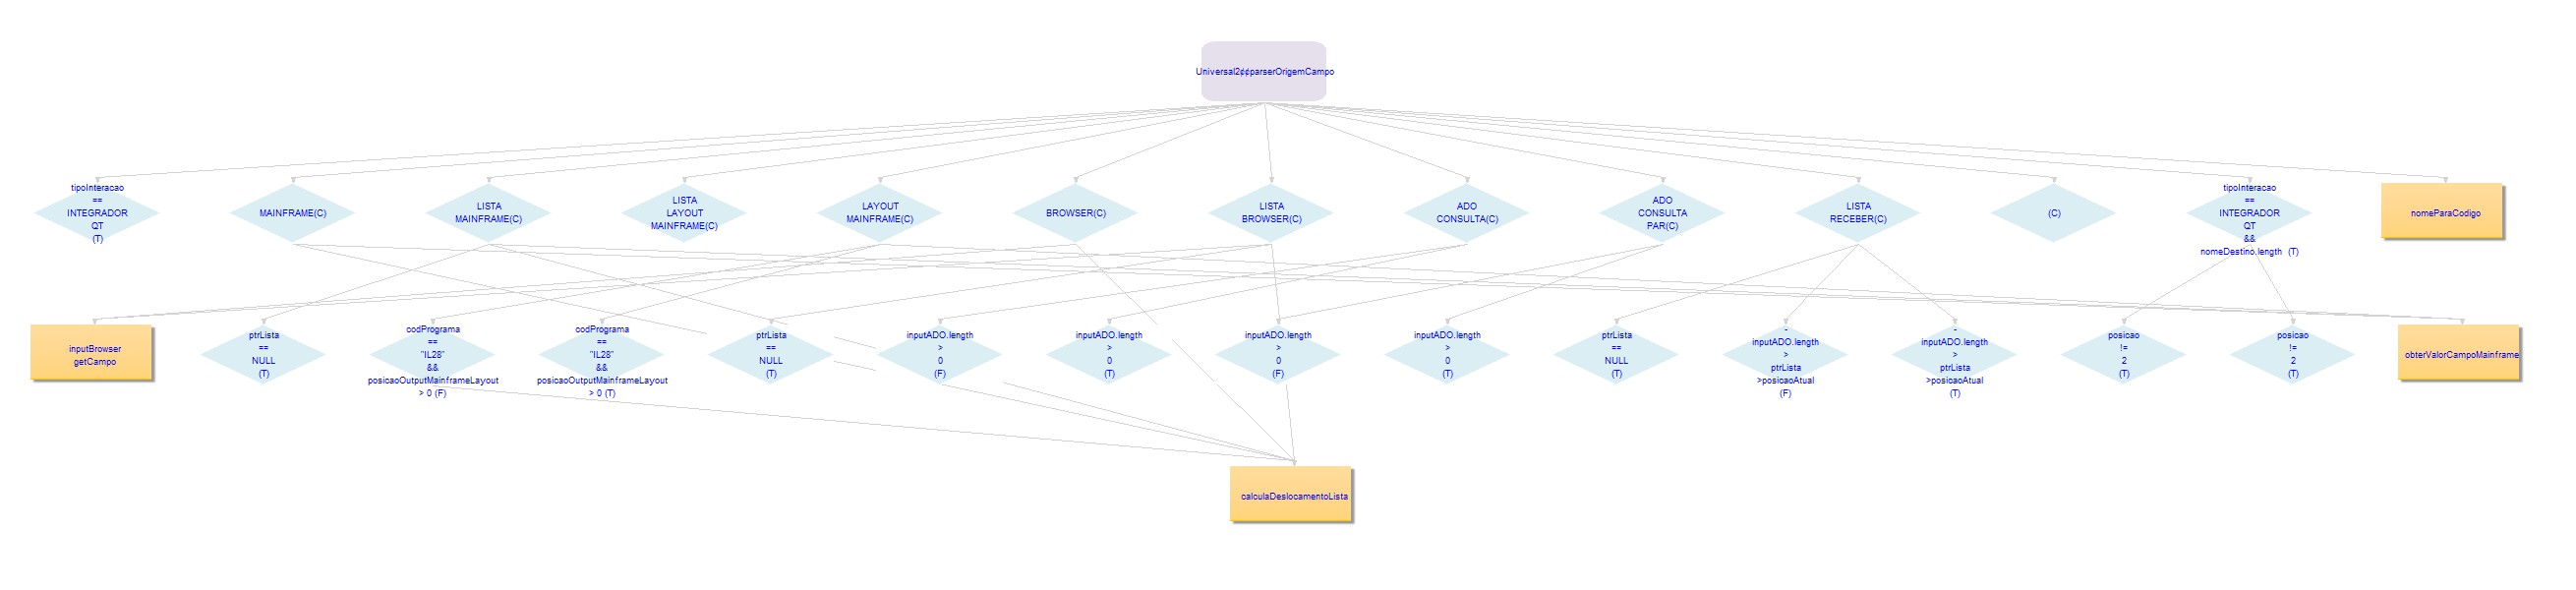 Universal2¢¢parserOrigemCampo
tipoInteracao
==
INTEGRADOR
QT
(T)
MAINFRAME(C)
LISTA
MAINFRAME(C)
LISTA
LAYOUT
MAINFRAME(C)
LAYOUT
MAINFRAME(C)
BROWSER(C)
LISTA
BROWSER(C)
ADO
CONSULTA(C)
ADO
CONSULTA
PAR(C)
LISTA
RECEBER(C)
(C)
tipoInteracao
==
INTEGRADOR
QT
&&
nomeDestino.length (T)
nomeParaCodigo
inputBrowser
getCampo
ptrLista
==
NULL
(T)
codPrograma
==
"IL28"
&&
posicaoOutputMainframeLayout
> 0 (F)
codPrograma
==
"IL28"
&&
posicaoOutputMainframeLayout
> 0 (T)
ptrLista
==
NULL
(T)
inputADO.length
>
0
(F)
inputADO.length
>
0
(T)
inputADO.length
>
0
(F)
inputADO.length
>
0
(T)
ptrLista
==
NULL
(T)
-
inputADO.length
>
ptrLista
>posicaoAtual
(F)
-
inputADO.length
>
ptrLista
>posicaoAtual
(T)
posicao
!=
2
(T)
posicao
!=
2
(T)
obterValorCampoMainframe
calculaDeslocamentoLista